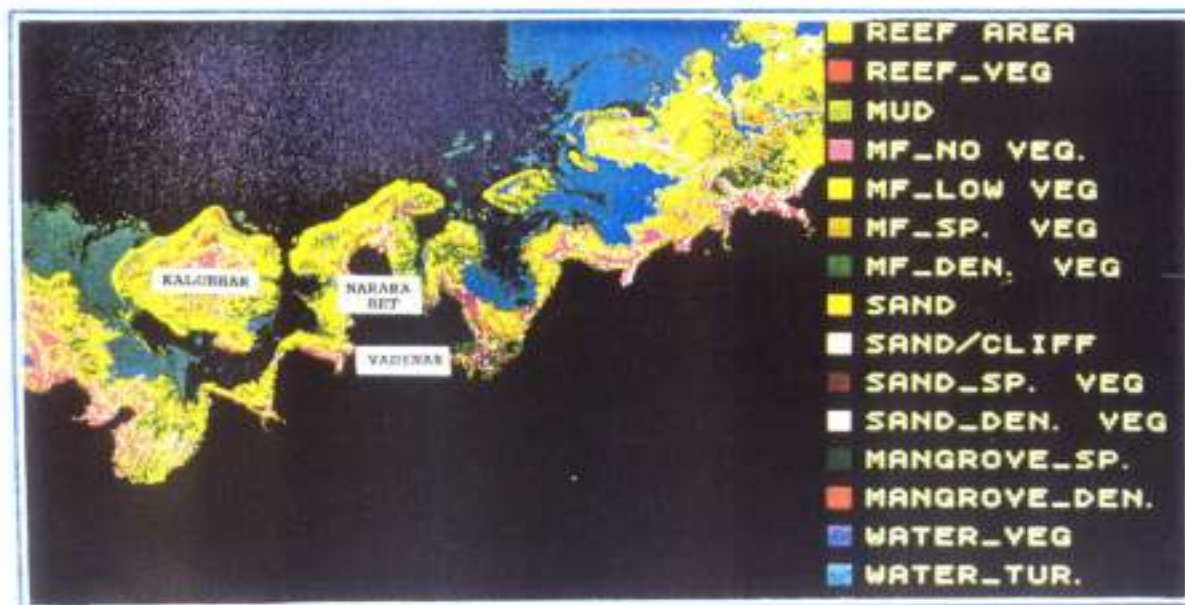 KALUBHAR
NARARA
BET
VADINAR
REEF AREA
REEF_VEG
MUD
MF_NO VEG.
MF_LOW VEG
MF_SP. VEG
MF_DEN. VEG
SAND
SAND/CLIFF
SAND_SP. VEG
SAND_DEN. VEG
MANGROVE_SP.
MANGROVE_DEN.
WATER_VEG
WATER_TUR.